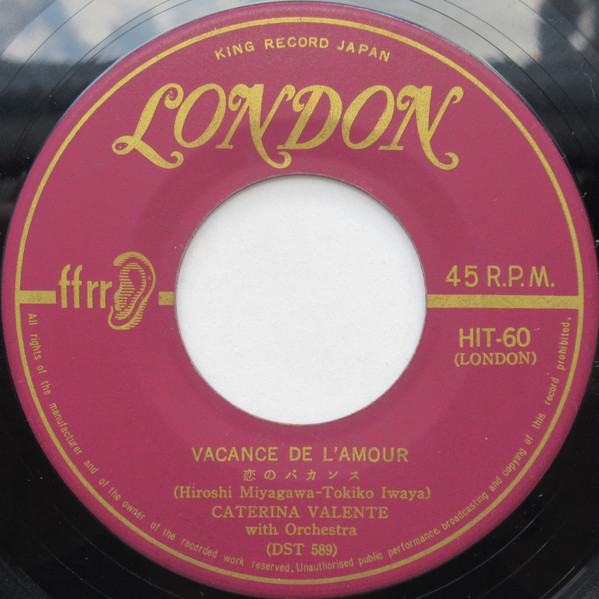 KING RECORD JAPAN
LONDON
ffrr
45 R.P.M.
HIT-60
(LONDON)
VACANCE DE L'AMOUR
恋のバカンス
(Hiroshi Miyagawa-Tokiko Iwaya)
CATERINA VALENTE
with Orchestra
(DST 589)
All rights of the manufacturer and of the owner of the recorded work reserved, Unauthorised public performance, broadcasting and copying of this record prohibited.